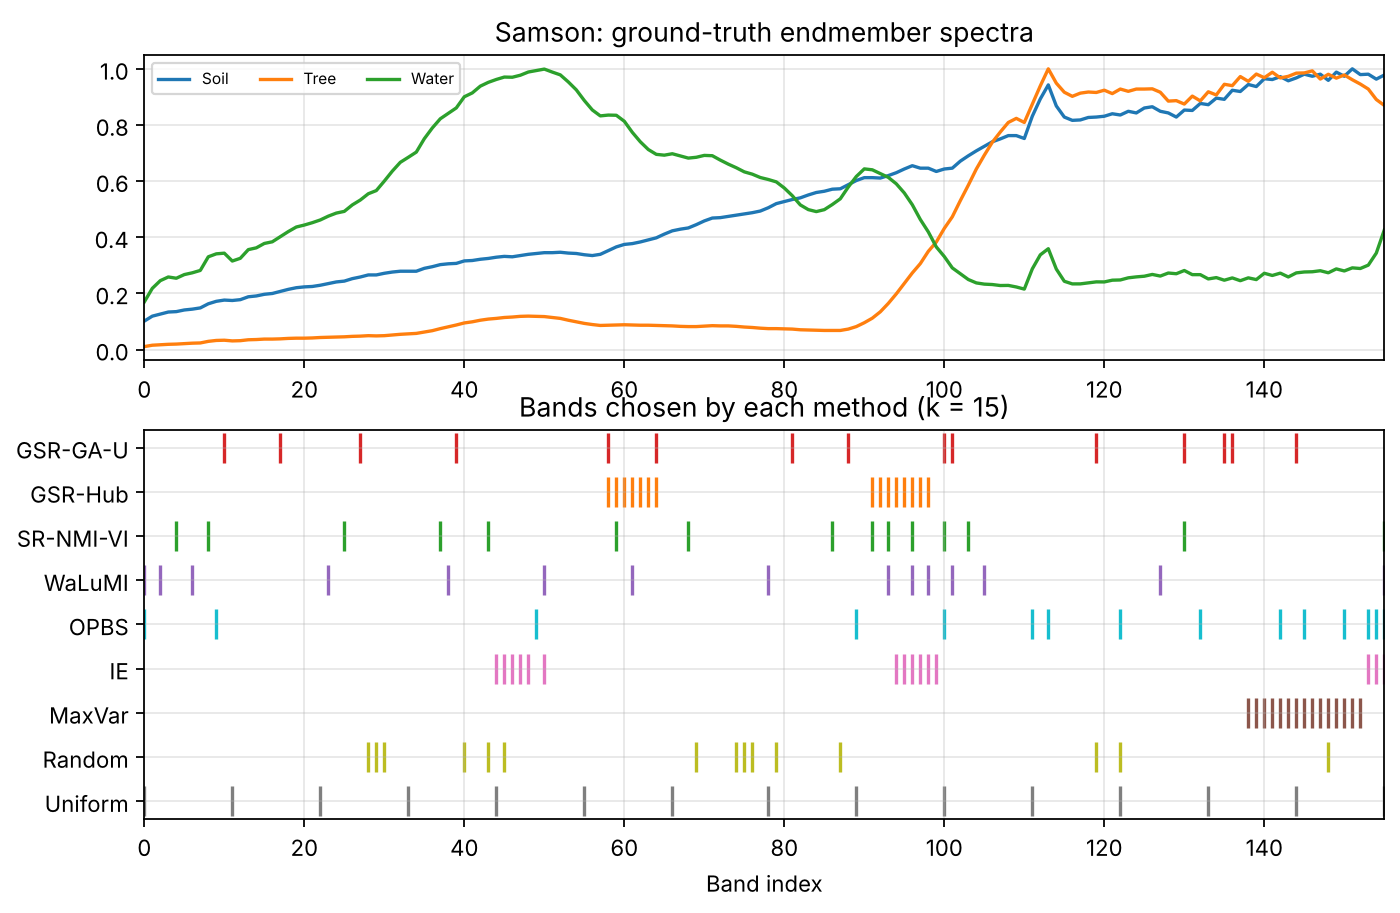 Samson: ground-truth endmember spectra
Soil Tree Water
1.0
0.8
0.6
0.4
0.2
0.0
0 20 40 60 80 100 120 140
Bands chosen by each method (k = 15)
GSR-GA-U
GSR-Hub
SR-NMI-VI
WaLuMI
OPBS
IE
MaxVar
Random
Uniform
0 20 40 60 80 100 120 140
Band index